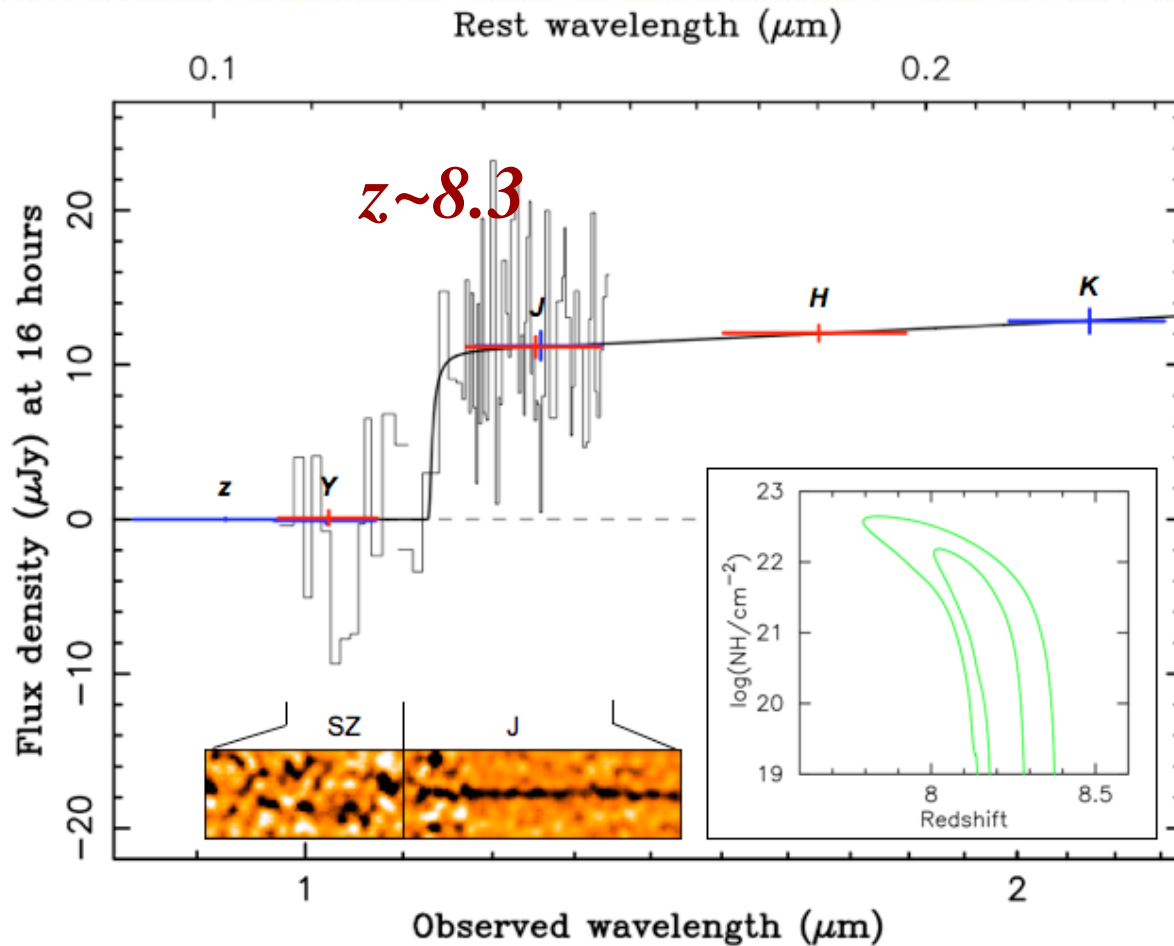 Rest wavelength (μm)
0.1 0.2
z~8.3
Flux density (μJy) at 16 hours
20
10
0
−10
−20
z Y J H K
SZ J
log(NH/cm⁻²)
23
22
21
20
19
8 8.5
Redshift
1 2
Observed wavelength (μm)